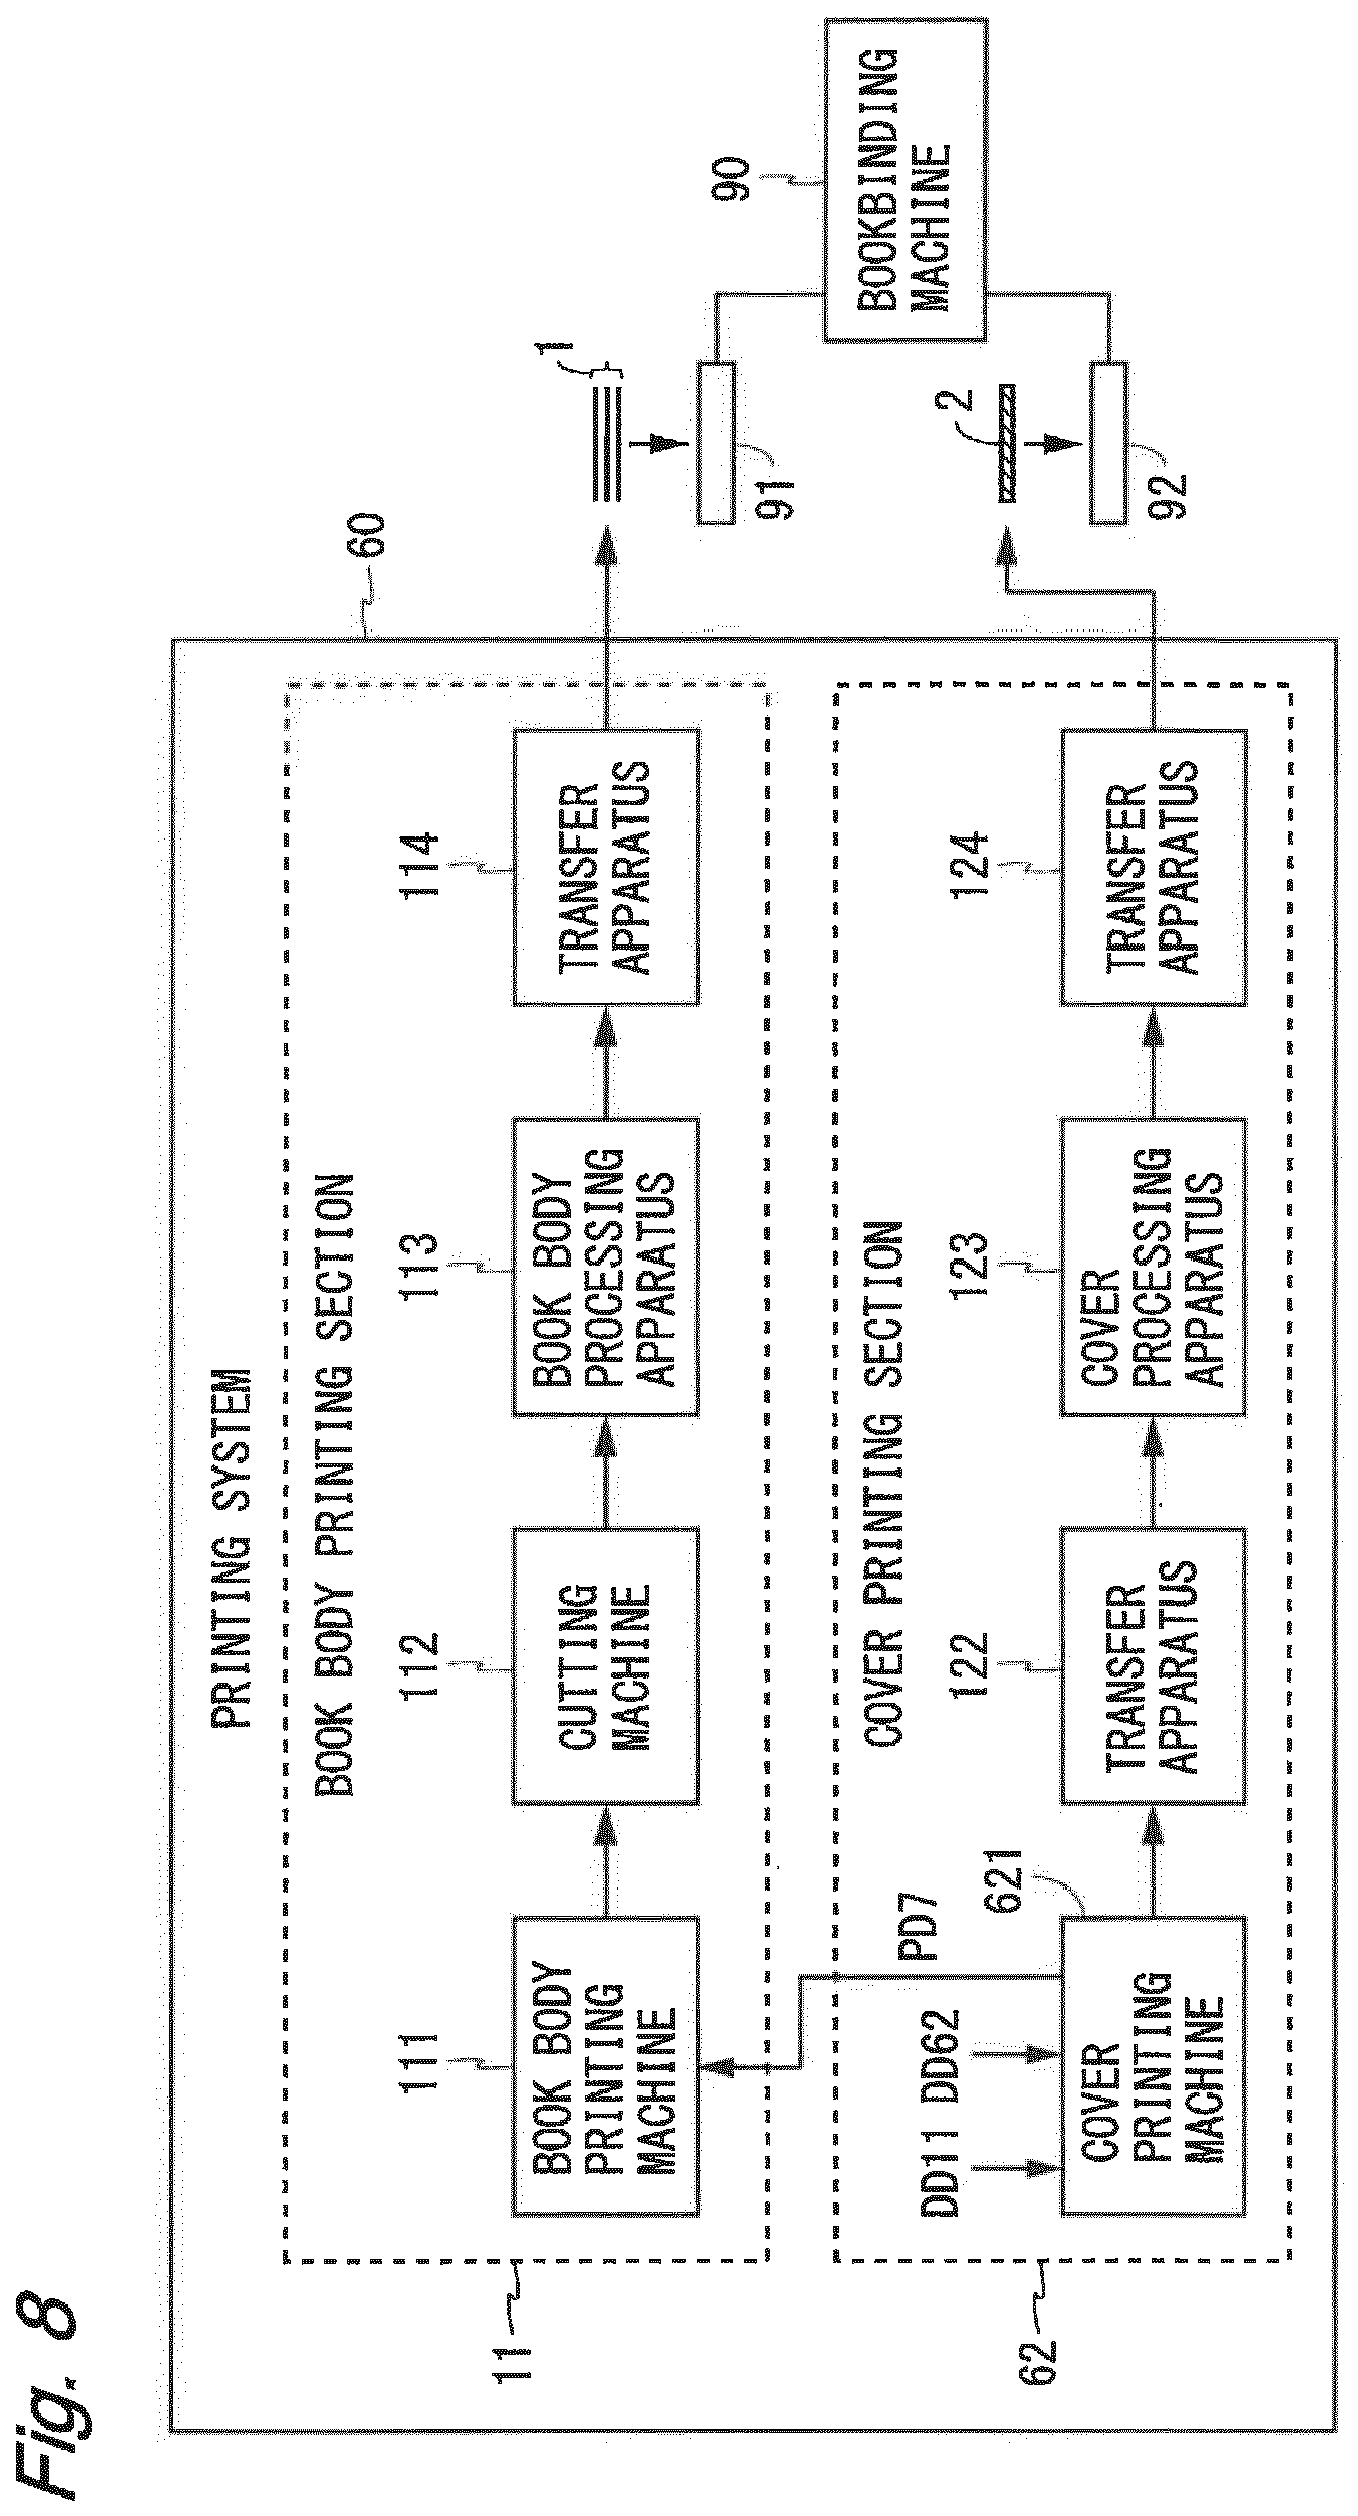 Fig. 8
PRINTING SYSTEM
60
BOOK BODY PRINTING SECTION
11
111
BOOK BODY
PRINTING
MACHINE
112
CUTTING
MACHINE
113
BOOK BODY
PROCESSING
APPARATUS
114
TRANSFER
APPARATUS
1
91
90
BOOKBINDING
MACHINE
COVER PRINTING SECTION
62
DD11 DD62
PD7
621
COVER
PRINTING
MACHINE
122
TRANSFER
APPARATUS
123
COVER
PROCESSING
APPARATUS
124
TRANSFER
APPARATUS
2
92